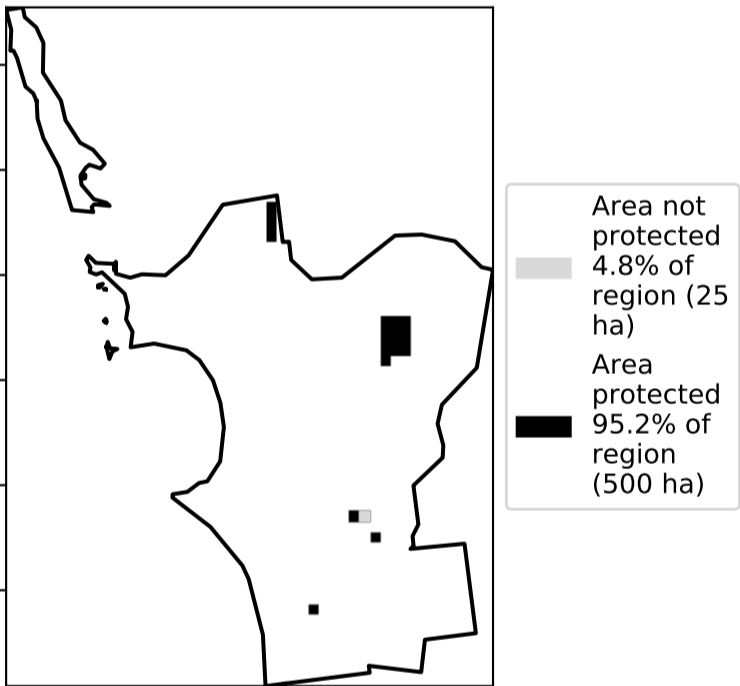 Area not
protected
4.8% of
region (25
ha)
Area
protected
95.2% of
region
(500 ha)